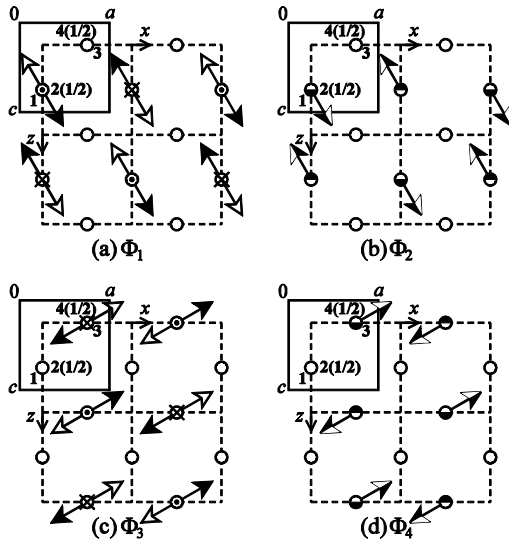 0 a
4(1/2) x
3
2(1/2)
1
c
z
(a) Φ1
0 a
4(1/2) x
3
2(1/2)
1
c
z
(b) Φ2
0 a
4(1/2) x
3
2(1/2)
1
c
z
(c) Φ3
0 a
4(1/2) x
3
2(1/2)
1
c
z
(d) Φ4